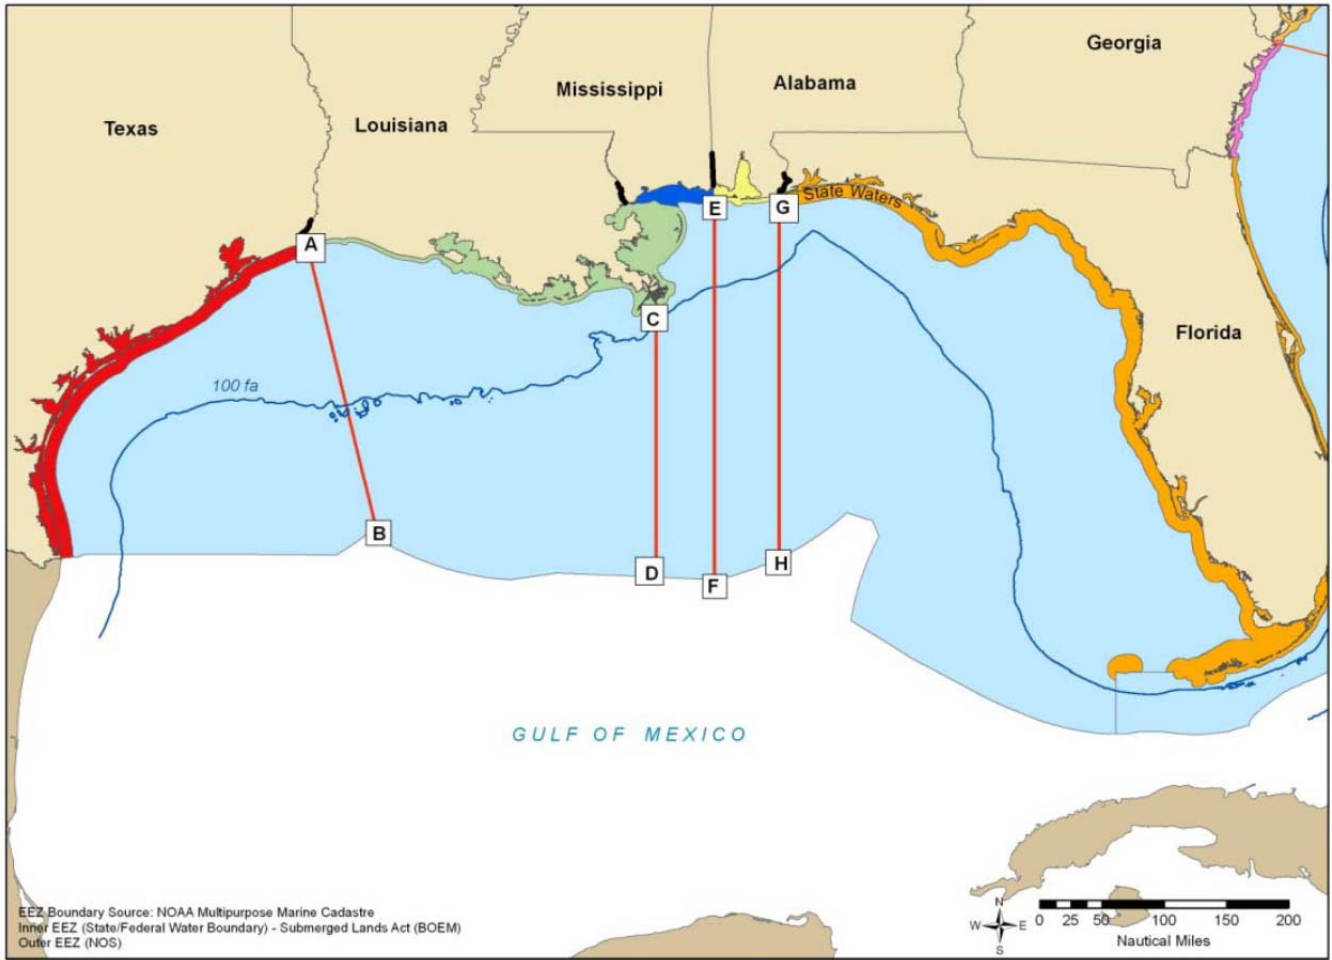 Georgia
Mississippi
Alabama
Texas
Louisiana
State Waters
E
G
A
C
Florida
100 fa
B
D
F
H
GULF OF MEXICO
EEZ Boundary Source: NOAA Multipurpose Marine Cadastre
Inner EEZ (State/Federal Water Boundary) - Submerged Lands Act (BOEM)
Outer EEZ (NOS)
N
W E
S
0 25 50 100 150 200
Nautical Miles